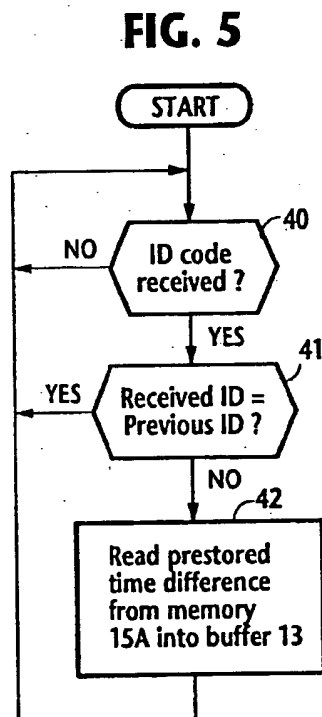 FIG. 5
START
40
ID code
received ?
NO
YES
41
Received ID =
Previous ID ?
YES
NO
42
Read prestored
time difference
from memory
15A into buffer 13